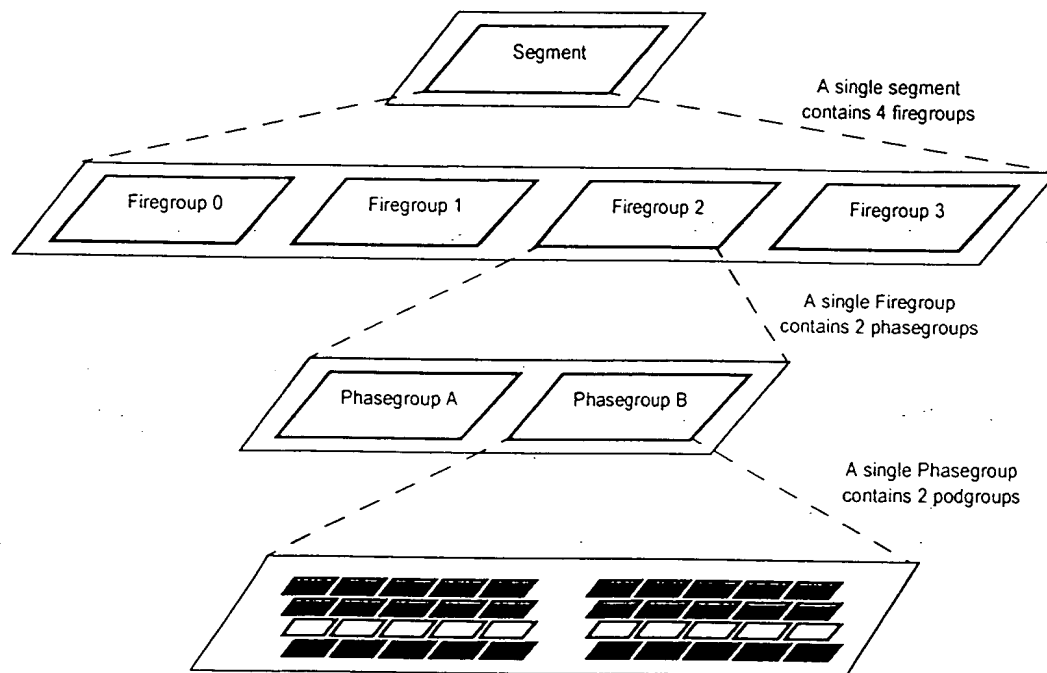 Segment
A single segment
contains 4 firegroups
Firegroup 0
Firegroup 1
Firegroup 2
Firegroup 3
A single Firegroup
contains 2 phasegroups
Phasegroup A
Phasegroup B
A single Phasegroup
contains 2 podgroups